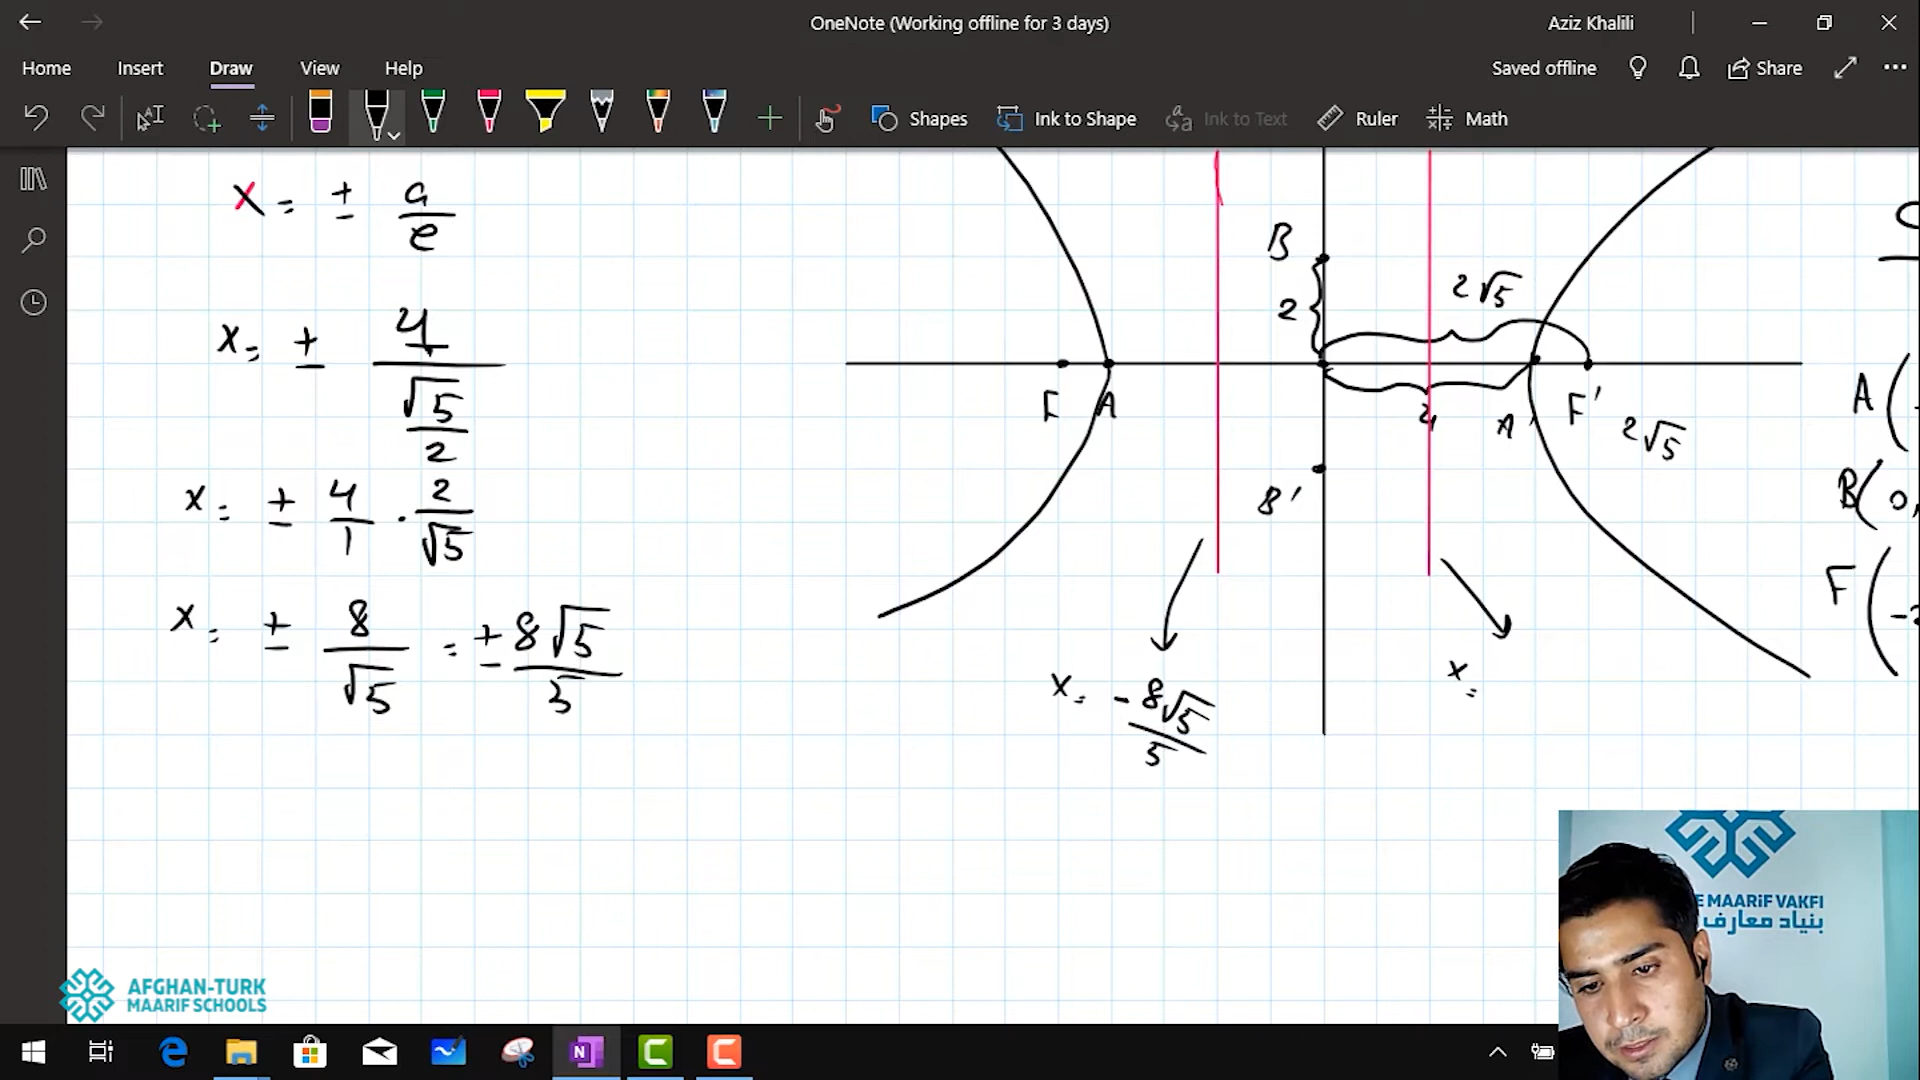 OneNote (Working offline for 3 days)
Aziz Khalili
Home Insert Draw View Help
Saved offline Share
Shapes Ink to Shape Ink to Text Ruler Math
x = ± a/e
x = ± 4/(√5/2)
x = ± 4/1 · 2/√5
x = ± 8/√5 = ± 8√5/5
B
2
2√5
F A
4
A' F' 2√5
B'
x = -8√5/5
x =
A (
B( 0,
F (
AFGHAN-TURK
MAARIF SCHOOLS
E MAARiF VAKFI
بنیاد معارف